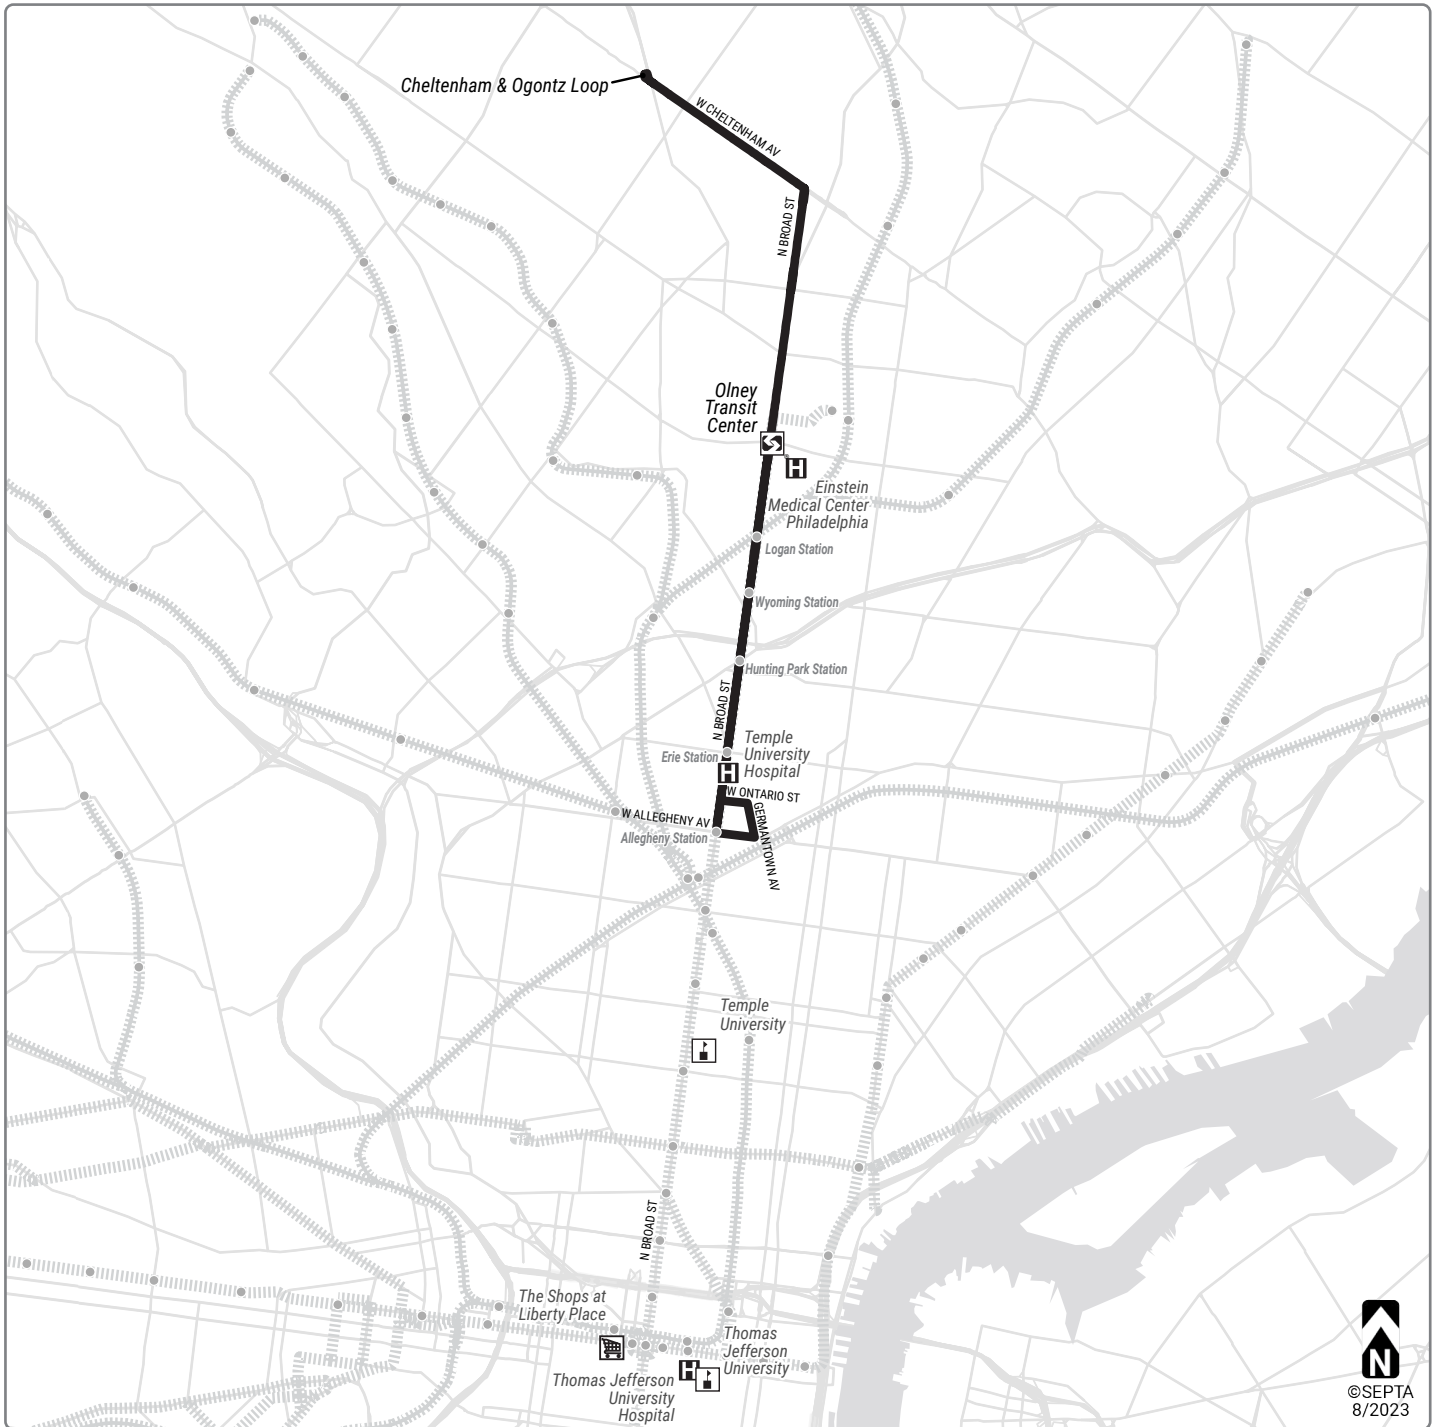 Cheltenham & Ogontz Loop
W CHELTENHAM AV
N BROAD ST
Olney
Transit
Center
H
Einstein
Medical Center
Philadelphia
Logan Station
Wyoming Station
Hunting Park Station
N BROAD ST
Temple
University
Hospital
Erie Station
H
W ONTARIO ST
W ALLEGHENY AV
GERMANTOWN AV
Allegheny Station
Temple
University
N BROAD ST
The Shops at
Liberty Place
Thomas
Jefferson
University
H
Thomas Jefferson
University
Hospital
N
©SEPTA
8/2023